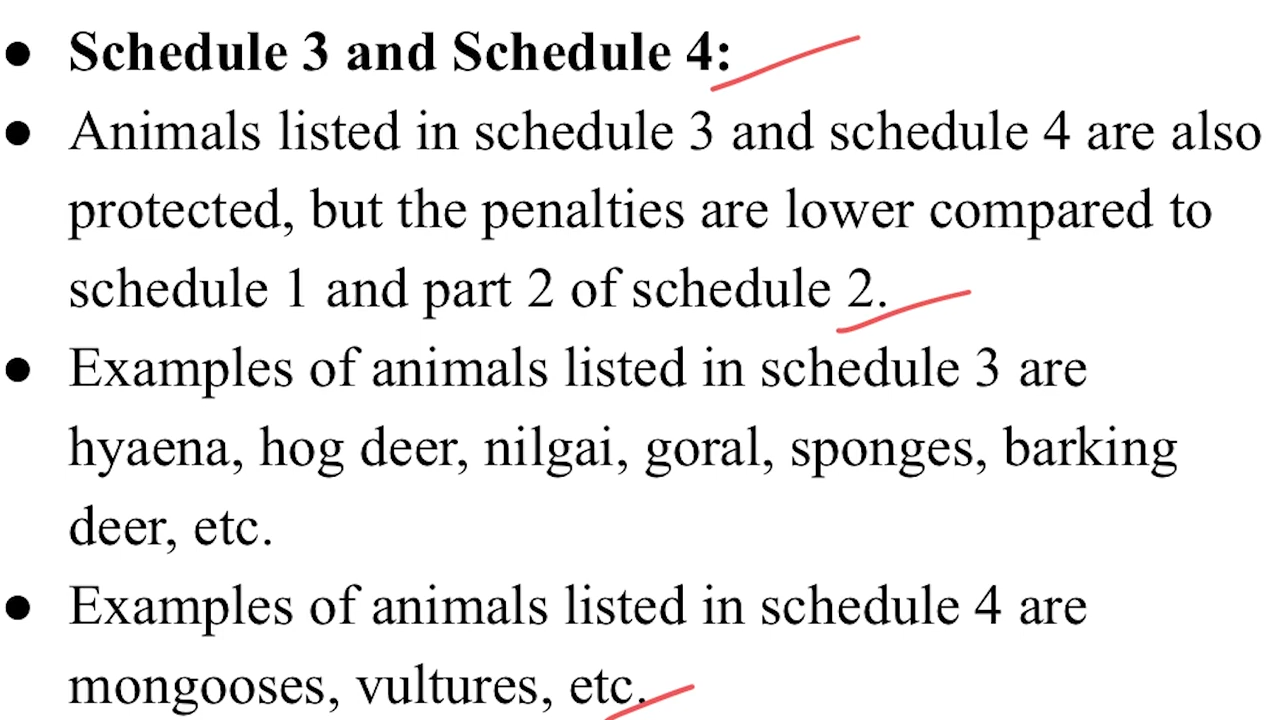 ● Schedule 3 and Schedule 4:
● Animals listed in schedule 3 and schedule 4 are also
protected, but the penalties are lower compared to
schedule 1 and part 2 of schedule 2.
● Examples of animals listed in schedule 3 are
hyaena, hog deer, nilgai, goral, sponges, barking
deer, etc.
● Examples of animals listed in schedule 4 are
mongooses, vultures, etc.